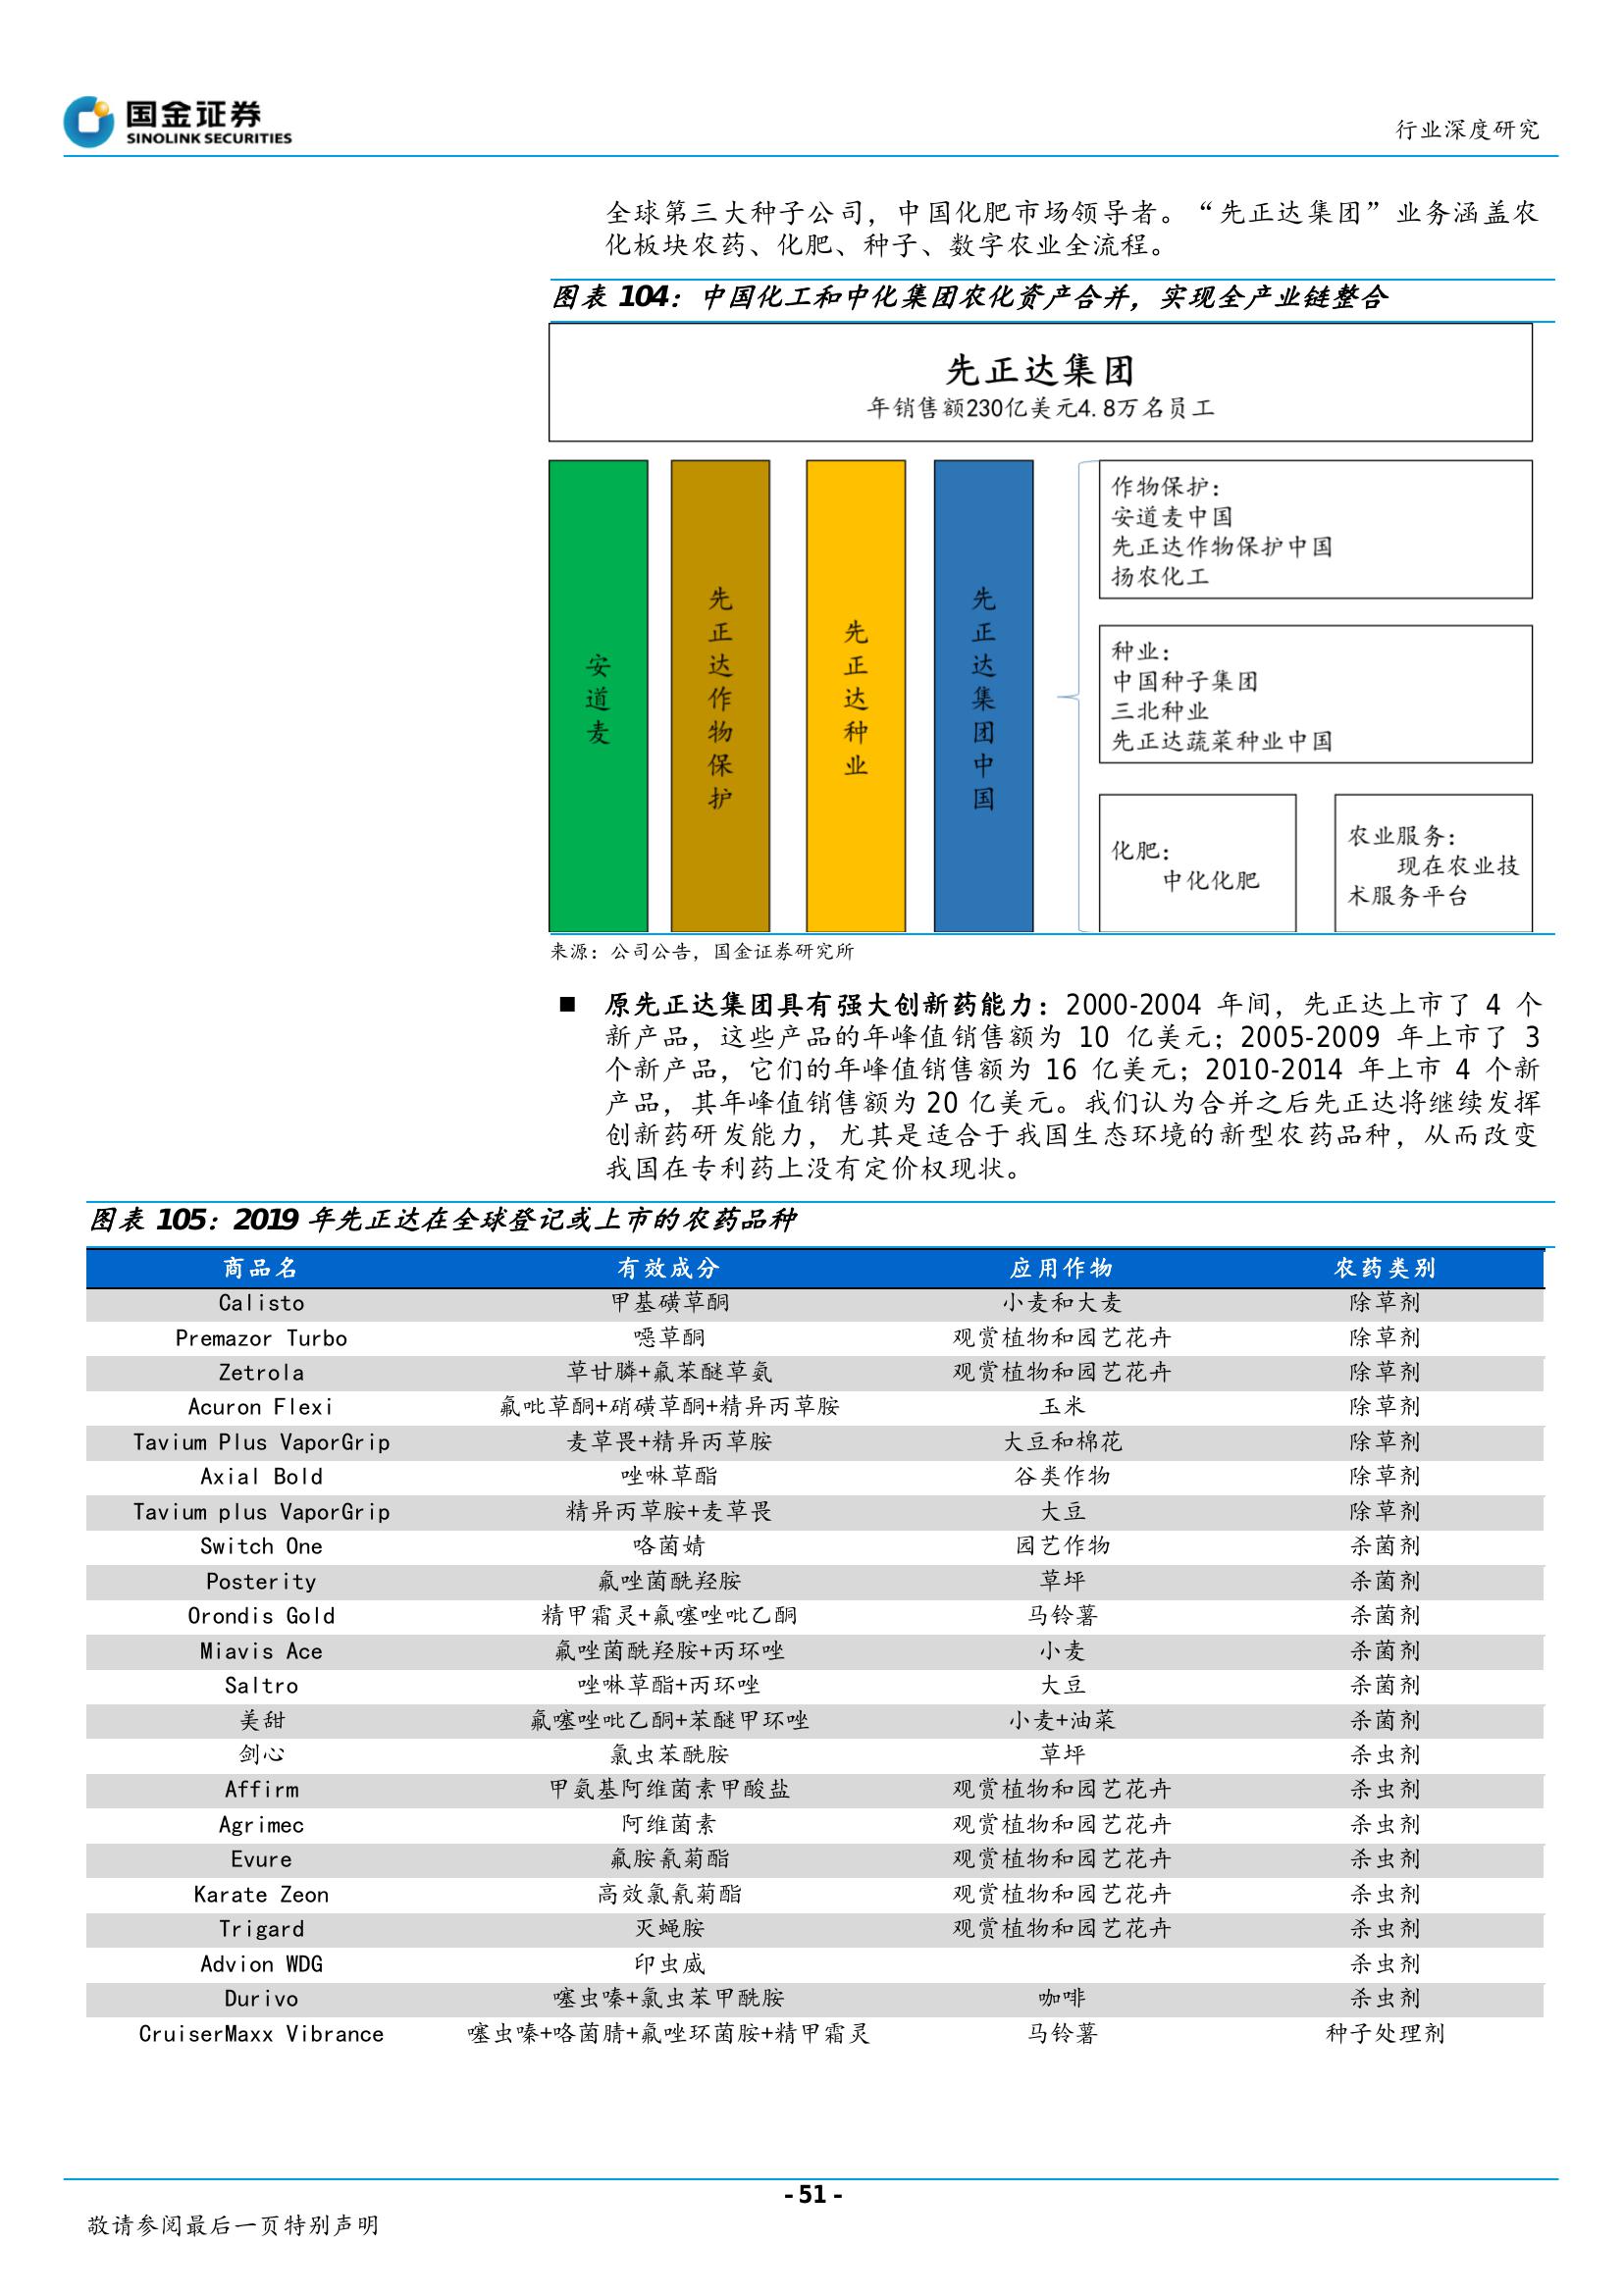 国金证券
SINOLINK SECURITIES
行业深度研究
全球第三大种子公司，中国化肥市场领导者。“先正达集团”业务涵盖农
化板块农药、化肥、种子、数字农业全流程。
图表 104：中国化工和中化集团农化资产合并，实现全产业链整合
先正达集团
年销售额230亿美元4.8万名员工
安道麦
先正达作物保护
先正达种业
先正达集团中国
作物保护：
安道麦中国
先正达作物保护中国
扬农化工
种业：
中国种子集团
三北种业
先正达蔬菜种业中国
化肥：
中化化肥
农业服务：
现在农业技
术服务平台
来源：公司公告，国金证券研究所
■ 原先正达集团具有强大创新药能力：2000-2004 年间，先正达上市了 4 个
新产品，这些产品的年峰值销售额为 10 亿美元；2005-2009 年上市了 3
个新产品，它们的年峰值销售额为 16 亿美元；2010-2014 年上市 4 个新
产品，其年峰值销售额为 20 亿美元。我们认为合并之后先正达将继续发挥
创新药研发能力，尤其是适合于我国生态环境的新型农药品种，从而改变
我国在专利药上没有定价权现状。
图表 105：2019 年先正达在全球登记或上市的农药品种
商品名 有效成分 应用作物 农药类别
Calisto 甲基磺草酮 小麦和大麦 除草剂
Premazor Turbo 噁草酮 观赏植物和园艺花卉 除草剂
Zetrola 草甘膦+氟苯醚草氨 观赏植物和园艺花卉 除草剂
Acuron Flexi 氟吡草酮+硝磺草酮+精异丙草胺 玉米 除草剂
Tavium Plus VaporGrip 麦草畏+精异丙草胺 大豆和棉花 除草剂
Axial Bold 唑啉草酯 谷类作物 除草剂
Tavium plus VaporGrip 精异丙草胺+麦草畏 大豆 除草剂
Switch One 咯菌婧 园艺作物 杀菌剂
Posterity 氟唑菌酰羟胺 草坪 杀菌剂
Orondis Gold 精甲霜灵+氟噻唑吡乙酮 马铃薯 杀菌剂
Miavis Ace 氟唑菌酰羟胺+丙环唑 小麦 杀菌剂
Saltro 唑啉草酯+丙环唑 大豆 杀菌剂
美甜 氟噻唑吡乙酮+苯醚甲环唑 小麦+油菜 杀菌剂
剑心 氯虫苯酰胺 草坪 杀虫剂
Affirm 甲氨基阿维菌素甲酸盐 观赏植物和园艺花卉 杀虫剂
Agrimec 阿维菌素 观赏植物和园艺花卉 杀虫剂
Evure 氟胺氰菊酯 观赏植物和园艺花卉 杀虫剂
Karate Zeon 高效氯氰菊酯 观赏植物和园艺花卉 杀虫剂
Trigard 灭蝇胺 观赏植物和园艺花卉 杀虫剂
Advion WDG 印虫威 杀虫剂
Durivo 噻虫嗪+氯虫苯甲酰胺 咖啡 杀虫剂
CruiserMaxx Vibrance 噻虫嗪+咯菌腈+氟唑环菌胺+精甲霜灵 马铃薯 种子处理剂
- 51 -
敬请参阅最后一页特别声明